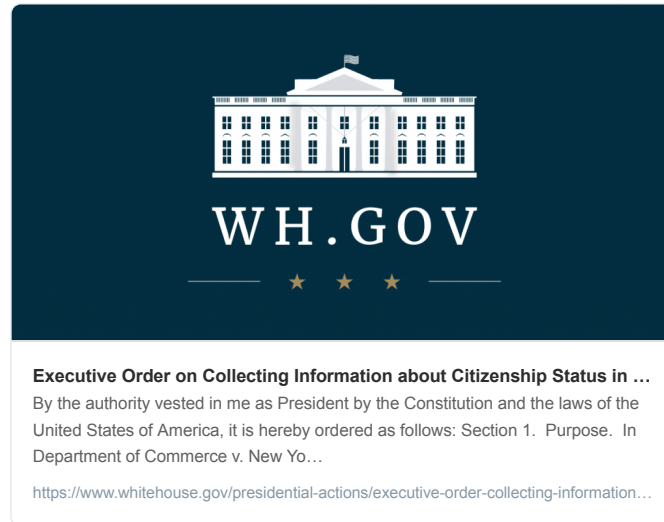 WH.GOV
Executive Order on Collecting Information about Citizenship Status in …
By the authority vested in me as President by the Constitution and the laws of the
United States of America, it is hereby ordered as follows: Section 1.  Purpose.  In
Department of Commerce v. New Yo…
https://www.whitehouse.gov/presidential-actions/executive-order-collecting-information…